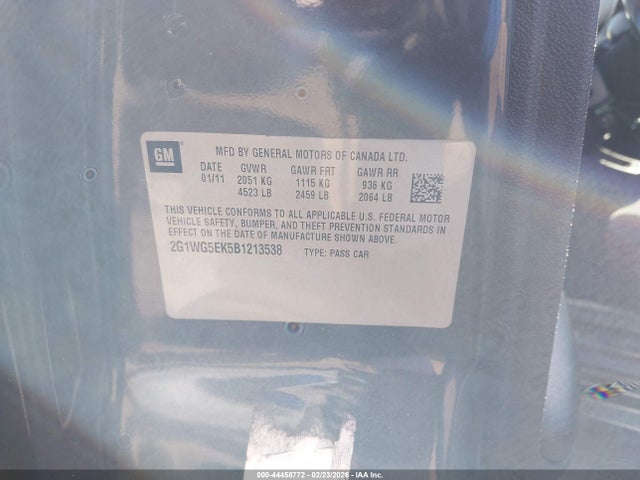 GM
MFD BY GENERAL MOTORS OF CANADA LTD.
DATE GVWR GAWR FRT GAWR RR
01/11 2051 KG 1115 KG 936 KG
4523 LB 2459 LB 2064 LB
THIS VEHICLE CONFORMS TO ALL APPLICABLE U.S. FEDERAL MOTOR
VEHICLE SAFETY, BUMPER, AND THEFT PREVENTION STANDARDS IN
EFFECT ON THE DATE OF MANUFACTURE SHOWN ABOVE.
2G1WG5EK5B1213538 TYPE: PASS CAR
000-44458772 - 02/23/2026 - IAA Inc.